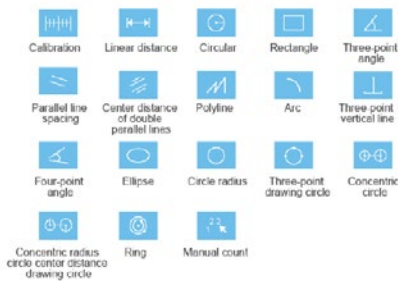 Calibration
Linear distance
Circular
Rectangle
Three-point
angle
Parallel line
spacing
Center distance
of double
parallel lines
Polyline
Arc
Three-point
vertical line
Four-point
angle
Ellipse
Circle radius
Three-point
drawing circle
Concentric
circle
Concentric radius
circle center distance
drawing circle
Ring
Manual count